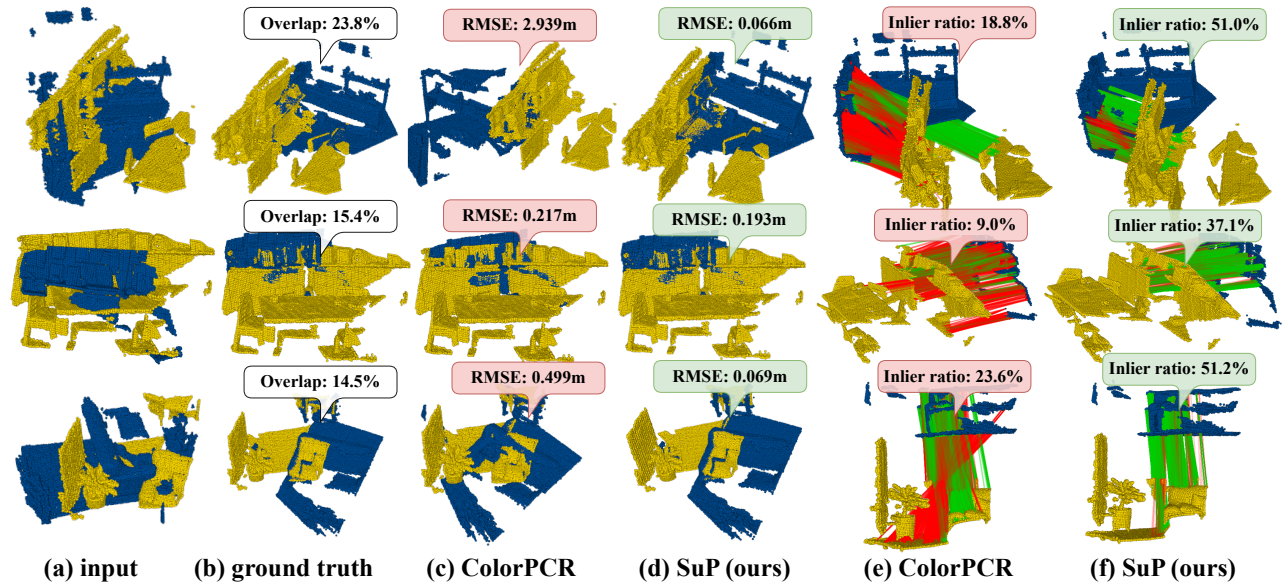 Overlap: 23.8%
RMSE: 2.939m
RMSE: 0.066m
Inlier ratio: 18.8%
Inlier ratio: 51.0%
Overlap: 15.4%
RMSE: 0.217m
RMSE: 0.193m
Inlier ratio: 9.0%
Inlier ratio: 37.1%
Overlap: 14.5%
RMSE: 0.499m
RMSE: 0.069m
Inlier ratio: 23.6%
Inlier ratio: 51.2%
(a) input
(b) ground truth
(c) ColorPCR
(d) SuP (ours)
(e) ColorPCR
(f) SuP (ours)